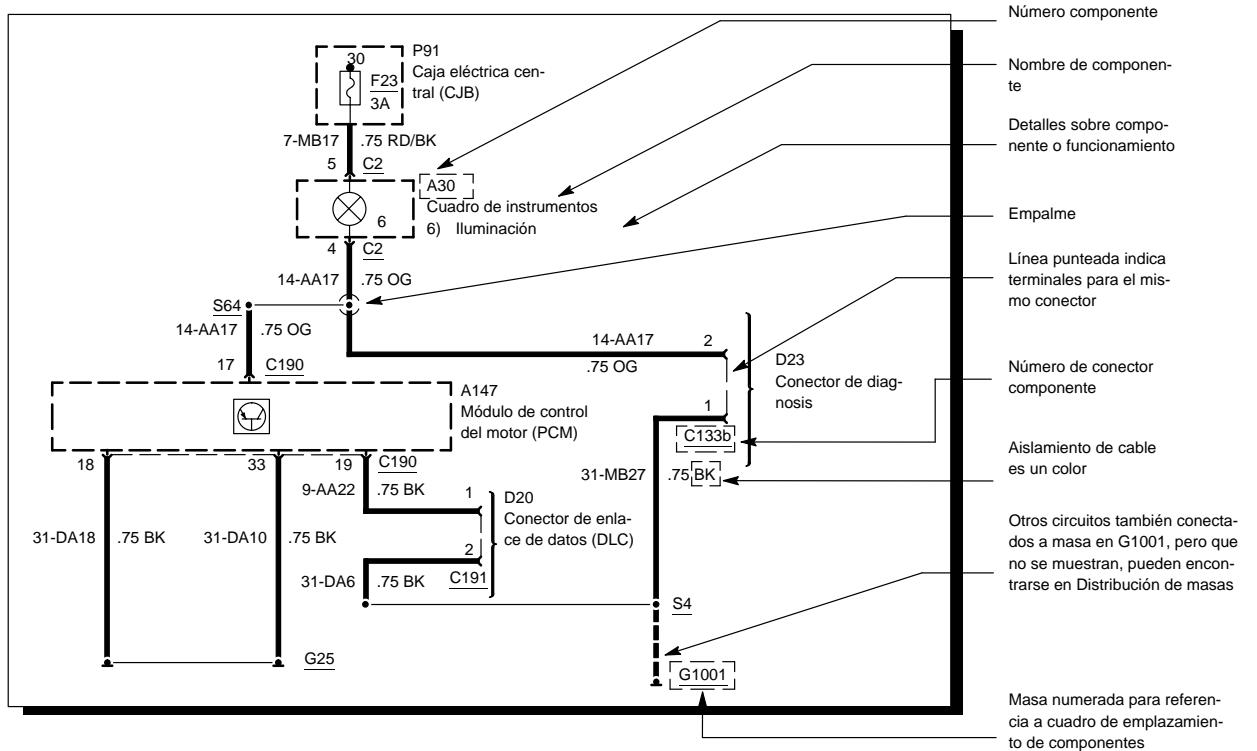 Número componente
Nombre de componen-
te
Detalles sobre compo-
nente o funcionamiento
Empalme
Línea punteada indica
terminales para el mis-
mo conector
Número de conector
componente
Aislamiento de cable
es un color
Otros circuitos también conecta-
dos a masa en G1001, pero que
no se muestran, pueden encon-
trarse en Distribución de masas
Masa numerada para referen-
cia a cuadro de emplazamien-
to de componentes
30
F23
3A
P91
Caja eléctrica cen-
tral (CJB)
7-MB17 .75 RD/BK
5 C2
A30
Cuadro de instrumentos
6) Iluminación
6
4 C2
14-AA17 .75 OG
S64
14-AA17 .75 OG
17 C190
14-AA17 2
.75 OG
D23
Conector de diag-
nosis
1
C133b
31-MB27 .75 BK
A147
Módulo de control
del motor (PCM)
18 33 19 C190
9-AA22 .75 BK 1
D20
Conector de enla-
ce de datos (DLC)
31-DA18 .75 BK 31-DA10 .75 BK
2
31-DA6 .75 BK C191
S4
G25
G1001